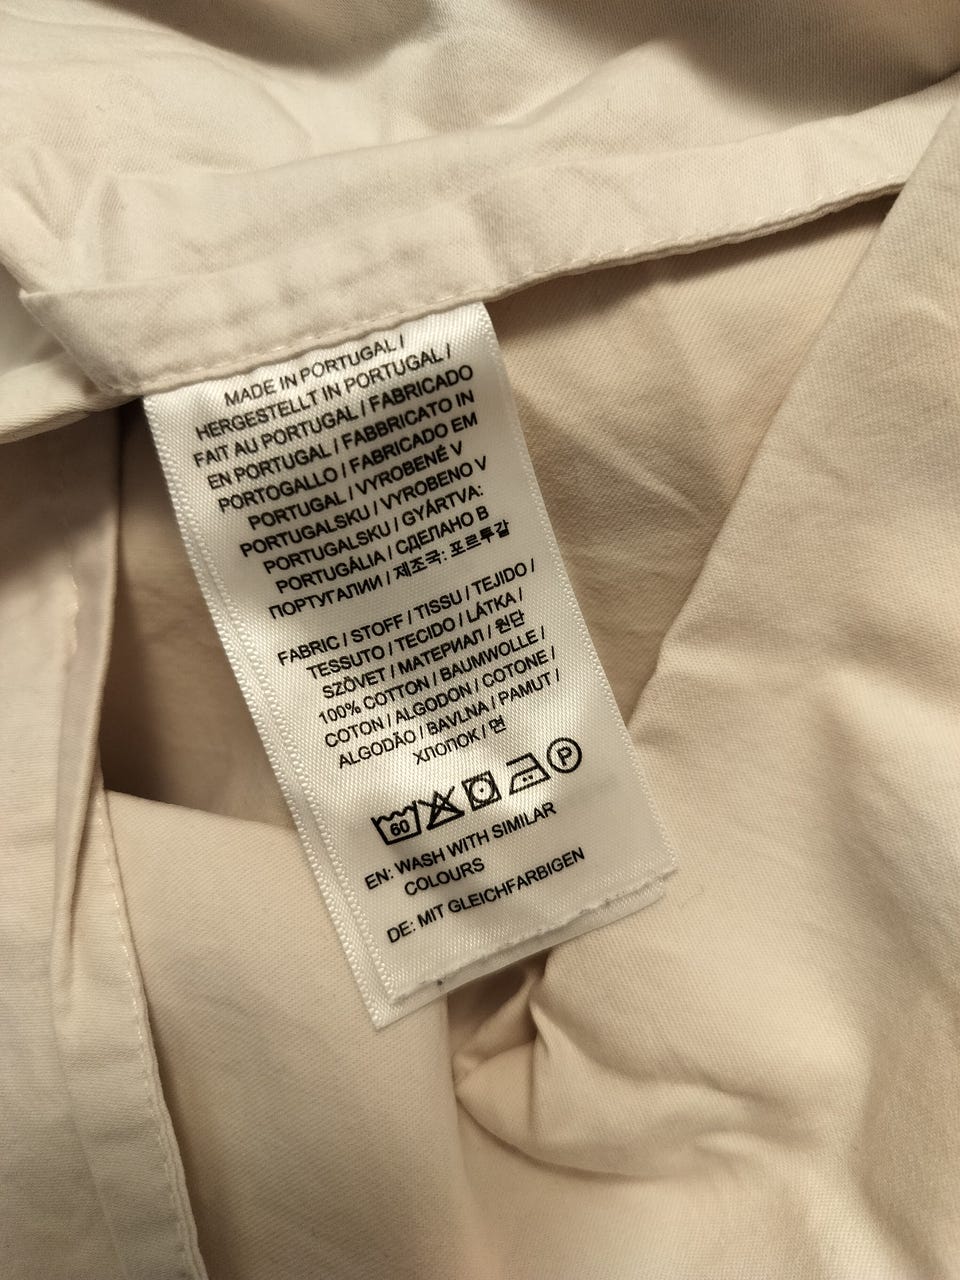 MADE IN PORTUGAL /
HERGESTELLT IN PORTUGAL /
FAIT AU PORTUGAL / FABRICADO
EN PORTUGAL / FABBRICATO IN
PORTOGALLO / FABRICADO EM
PORTUGAL / VYROBENÉ V
PORTUGALSKU / VYROBENO V
PORTUGALSKU / GYÁRTVA:
PORTUGÁLIA / СДЕЛАНО В
ПОРТУГАЛИИ / 제조국: 포르투갈
FABRIC / STOFF / TISSU / TEJIDO /
TESSUTO / TECIDO / LÁTKA /
SZÖVET / МАТЕРИАЛ / 원단
100% COTTON / BAUMWOLLE /
COTON / ALGODON / COTONE /
ALGODÃO / BAVLNA / PAMUT /
ХЛОПОК / 면
60 P
EN: WASH WITH SIMILAR
COLOURS
DE: MIT GLEICHFARBIGEN